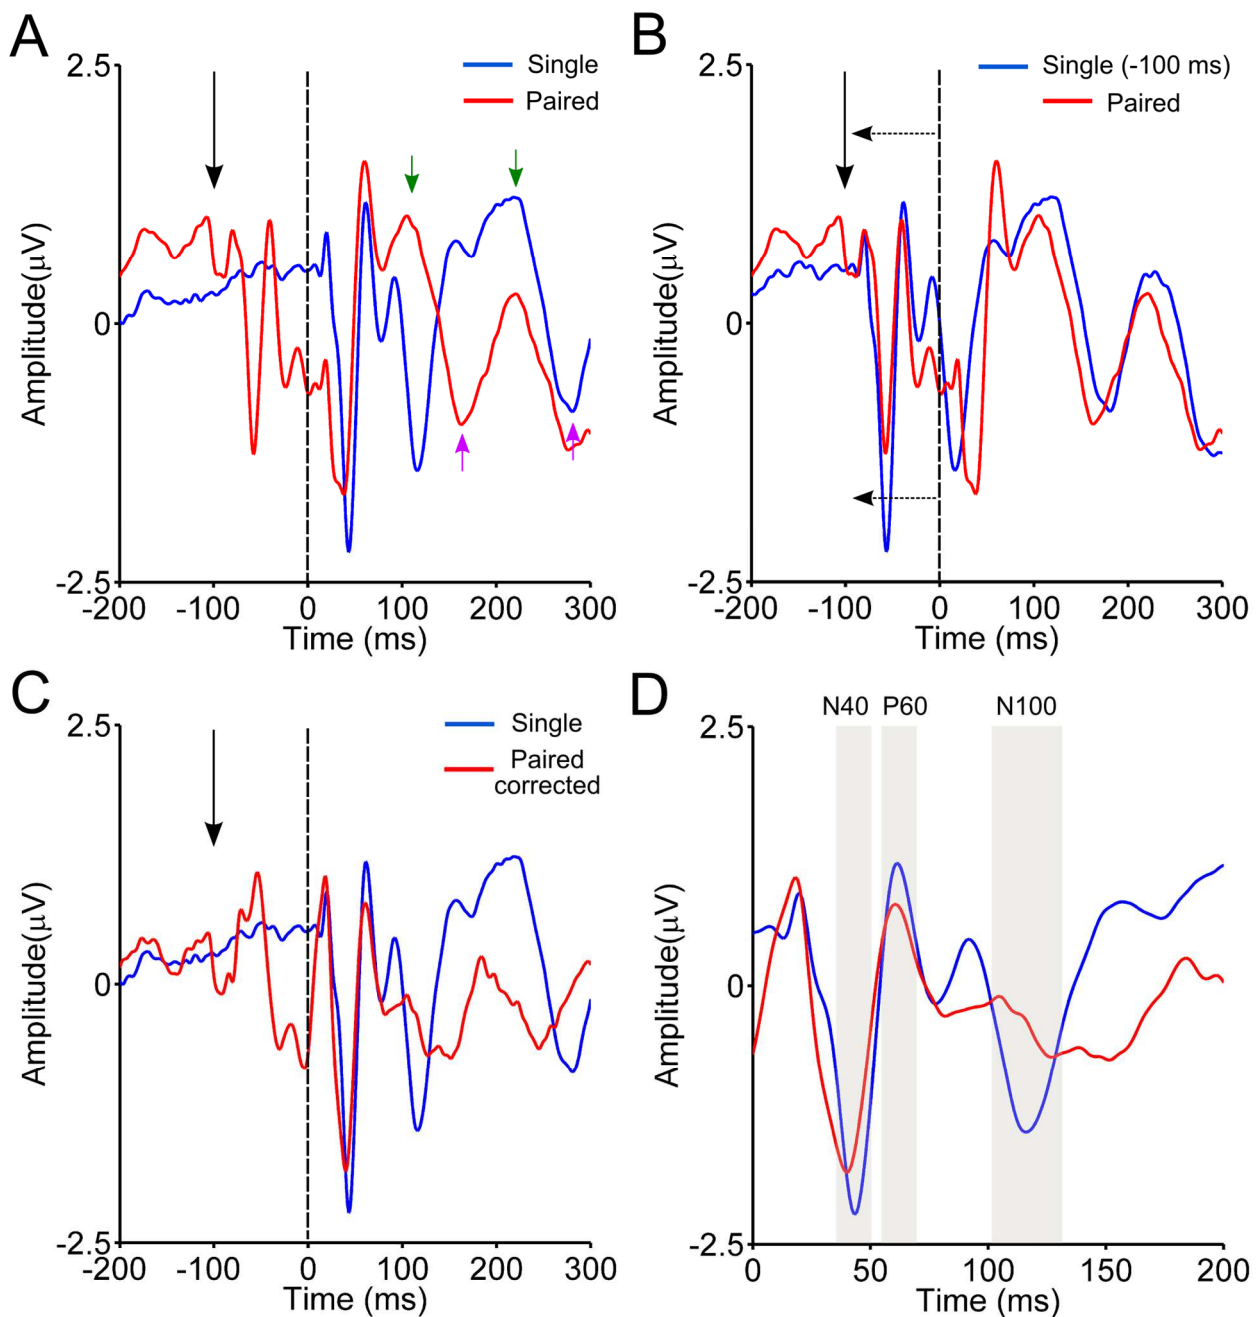 A
Single
Paired
2.5
0
-2.5
Amplitude(μV)
-200 -100 0 100 200 300
Time (ms)
B
Single (-100 ms)
Paired
2.5
0
-2.5
Amplitude(μV)
-200 -100 0 100 200 300
Time (ms)
C
Single
Paired
corrected
2.5
0
-2.5
Amplitude(μV)
-200 -100 0 100 200 300
Time (ms)
D
N40 P60 N100
2.5
0
-2.5
Amplitude(μV)
0 50 100 150 200
Time (ms)